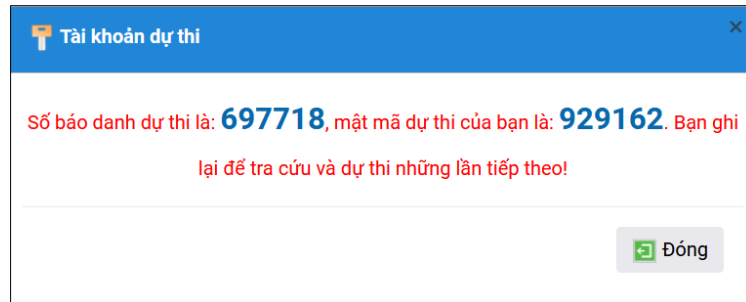 Tài khoản dự thi
×
Số báo danh dự thi là: 697718, mật mã dự thi của bạn là: 929162. Bạn ghi
lại để tra cứu và dự thi những lần tiếp theo!
Đóng